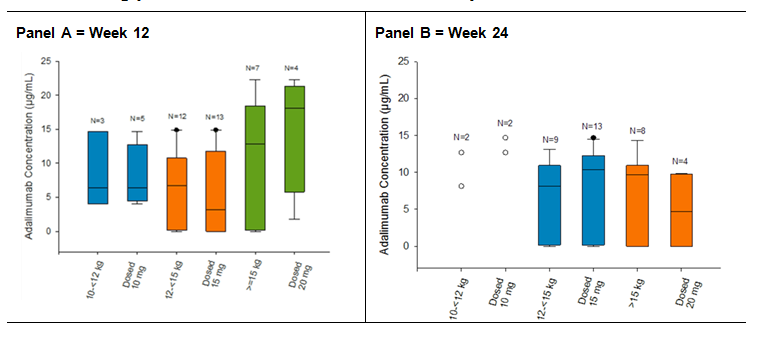 Panel A = Week 12
Adalimumab Concentration (µg/mL)
25
20
15
10
5
0
N=3
N=5
N=12
N=13
N=7
N=4
10-<12 kg
Dosed
10 mg
12-<15 kg
Dosed
15 mg
>=15 kg
Dosed
20 mg
Panel B = Week 24
Adalimumab Concentration (µg/mL)
25
20
15
10
5
0
N=2
N=2
N=9
N=13
N=8
N=4
10-<12 kg
Dosed
10 mg
12-<15 kg
Dosed
15 mg
>15 kg
Dosed
20 mg